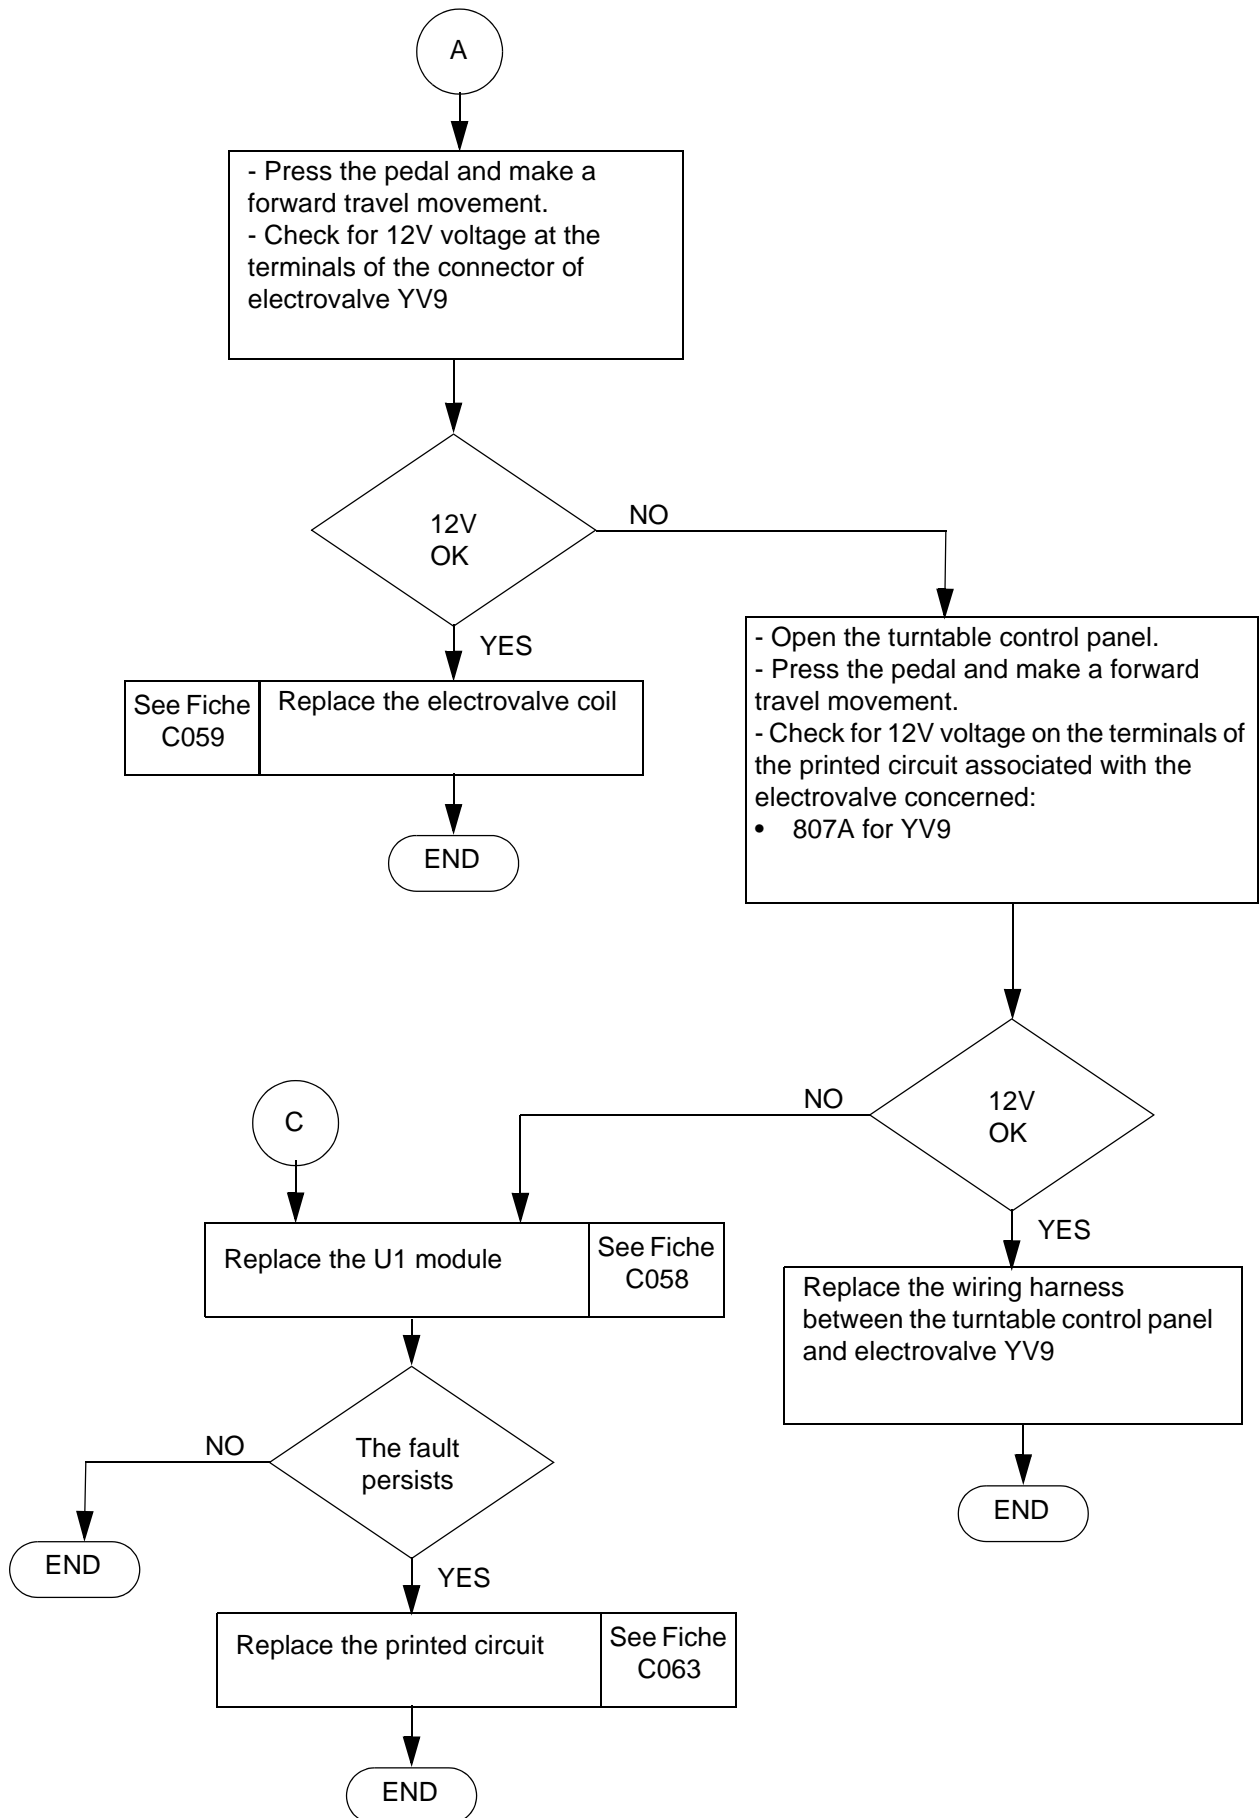 A
- Press the pedal and make a
forward travel movement.
- Check for 12V voltage at the
terminals of the connector of
electrovalve YV9
12V
OK
NO
YES
See Fiche
C059
Replace the electrovalve coil
END
- Open the turntable control panel.
- Press the pedal and make a forward
travel movement.
- Check for 12V voltage on the terminals of
the printed circuit associated with the
electrovalve concerned:
• 807A for YV9
12V
OK
NO
YES
Replace the wiring harness
between the turntable control panel
and electrovalve YV9
END
C
Replace the U1 module
See Fiche
C058
The fault
persists
NO
END
YES
Replace the printed circuit
See Fiche
C063
END